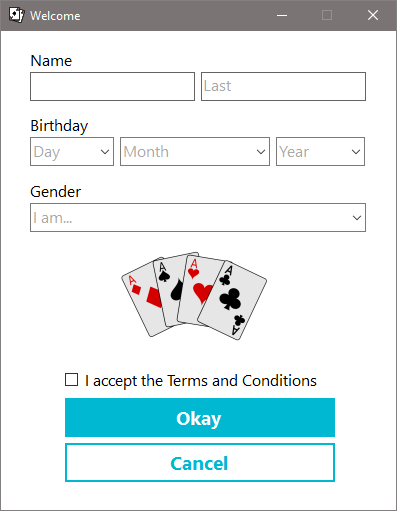 Welcome
Name
Last
Birthday
Day Month Year
Gender
I am...
A A A A
A
I accept the Terms and Conditions
Okay
Cancel